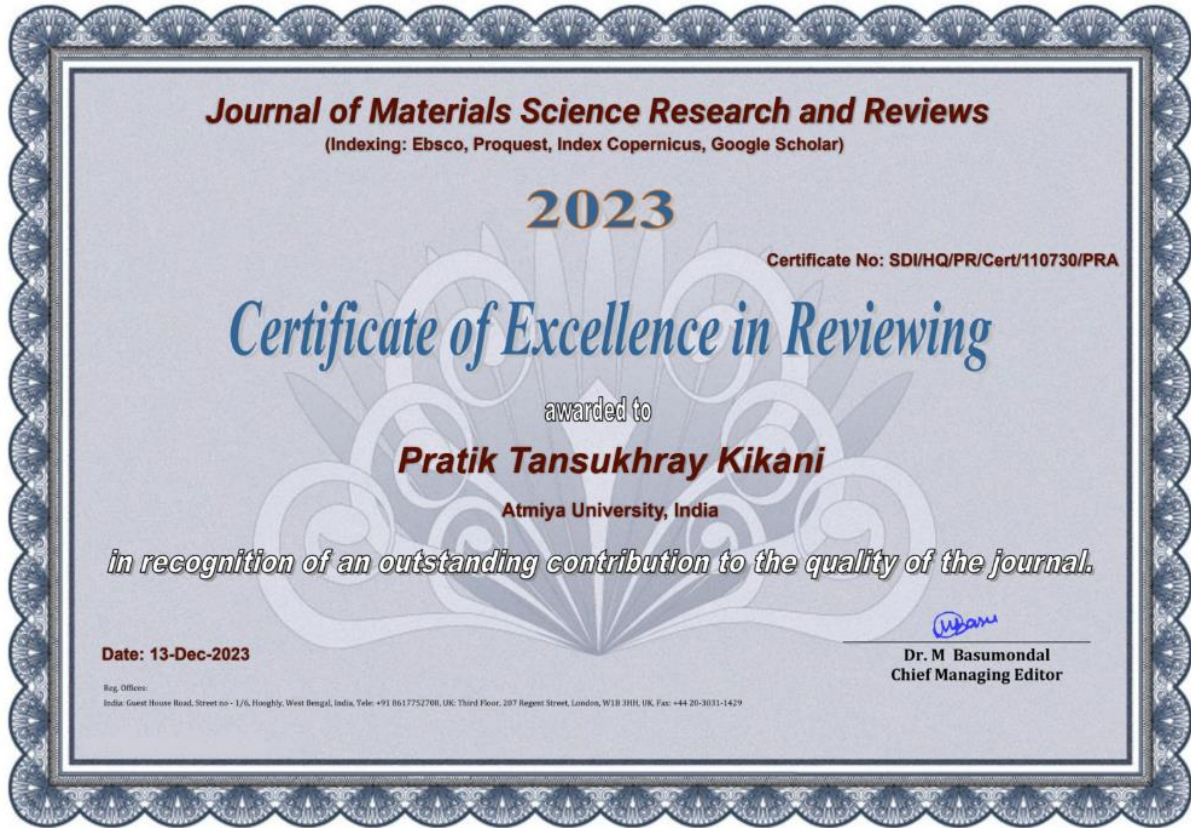 Journal of Materials Science Research and Reviews
(Indexing: Ebsco, Proquest, Index Copernicus, Google Scholar)
2023
Certificate No: SDI/HQ/PR/Cert/110730/PRA
Certificate of Excellence in Reviewing
awarded to
Pratik Tansukhray Kikani
Atmiya University, India
in recognition of an outstanding contribution to the quality of the journal.
Date: 13-Dec-2023
Dr. M Basumondal
Chief Managing Editor
Reg. Offices:
India: Guest House Road, Street no - 1/6, Hooghly, West Bengal, India, Tele: +91 8617752708, UK: Third Floor, 207 Regent Street, London, W1B 3HH, UK, Fax: +44 20-3031-1429